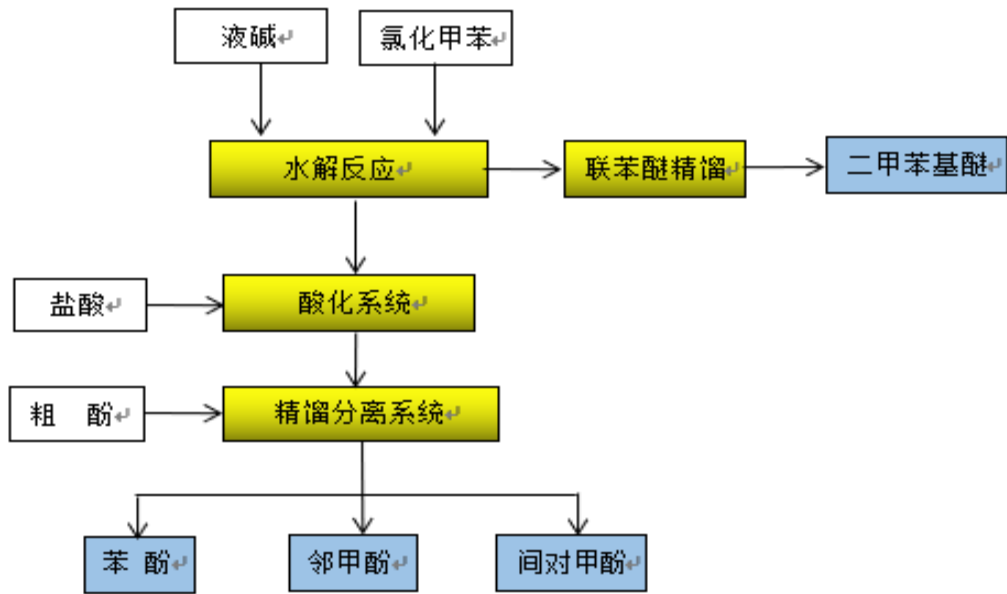 液碱
氯化甲苯
水解反应
联苯醚精馏
二甲苯基醚
盐酸
酸化系统
粗 酚
精馏分离系统
苯 酚
邻甲酚
间对甲酚